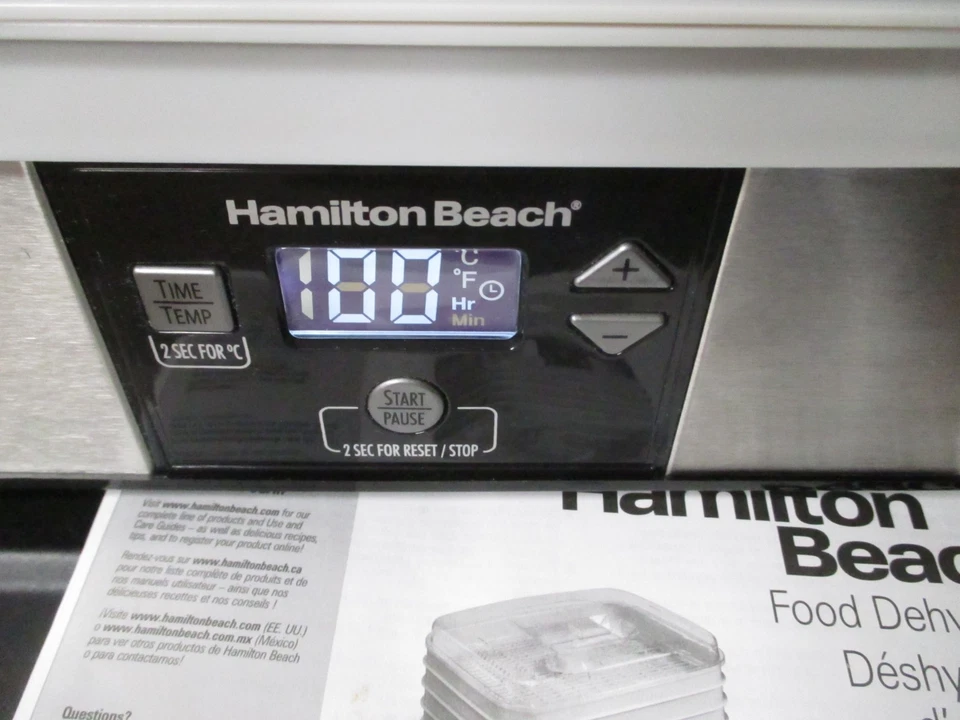 Hamilton Beach®
TIME
TEMP
2 SEC FOR ºC
00
°C
°F
Hr
Min
+
−
START
PAUSE
2 SEC FOR RESET / STOP
Visit www.hamiltonbeach.com for our
complete line of products and Use and
Care Guides – as well as delicious recipes,
tips, and to register your product online!
Rendez-vous sur www.hamiltonbeach.ca
pour notre liste complète de produits et de
nos manuels utilisateur – ainsi que nos
délicieuses recettes et nos conseils !
¡Visite www.hamiltonbeach.com (EE. UU.)
o www.hamiltonbeach.com.mx (México)
para ver otros productos de Hamilton Beach
o para contactarnos!
Questions?
Hamilton
Beac
Food Dehy
Déshy
d'